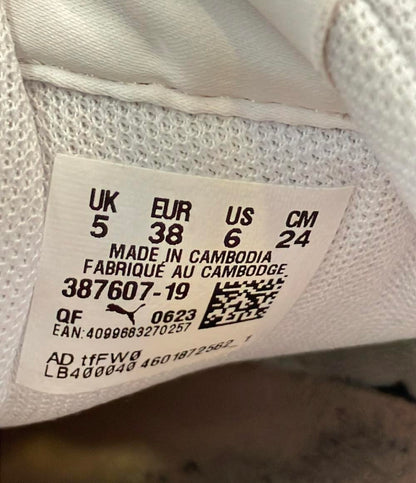 UK EUR US CM
5 38 6 24
MADE IN CAMBODIA
FABRIQUÉ AU CAMBODGE
387607-19
QF 0623
EAN:4099683270257
AD tfFW0
LB400040 4601872562_1